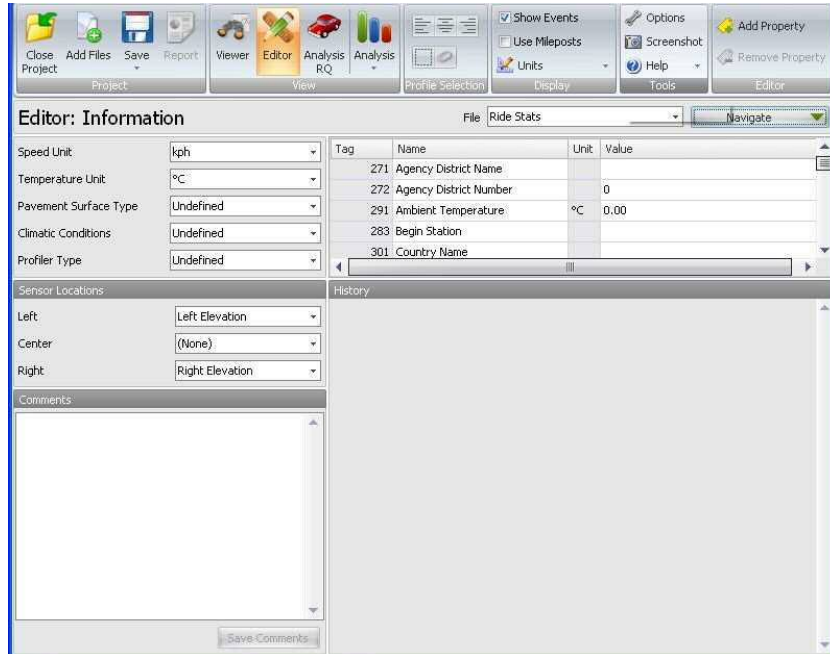 Close Project
Add Files
Save
Report
Project
Viewer
Editor
Analysis RQ
Analysis
View
Profile Selection
Show Events
Use Mileposts
Units
Display
Options
Screenshot
Help
Tools
Add Property
Remove Property
Editor
Editor: Information
File Ride Stats
Navigate
Speed Unit kph
Temperature Unit °C
Pavement Surface Type Undefined
Climatic Conditions Undefined
Profiler Type Undefined
Tag Name Unit Value
271 Agency District Name
272 Agency District Number 0
291 Ambient Temperature °C 0.00
283 Begin Station
301 Country Name
Sensor Locations
Left Left Elevation
Center (None)
Right Right Elevation
History
Comments
Save Comments